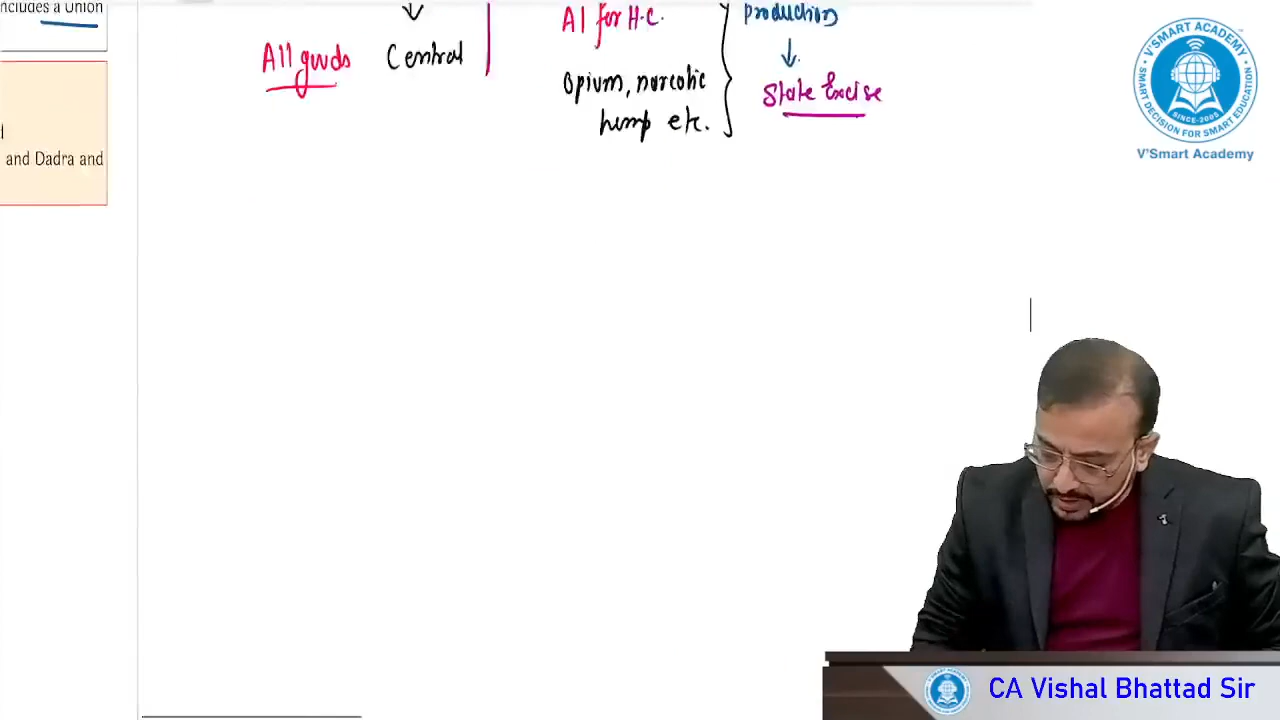 ncludes a Union
and Dadra and
All goods
Central
Al for H.C.
Opium, narcotic
hemp etc.
Production
State Excise
V'SMART ACADEMY
SINCE-2005
SMART DECISION FOR SMART EDUCATION
V'Smart Academy
CA Vishal Bhattad Sir